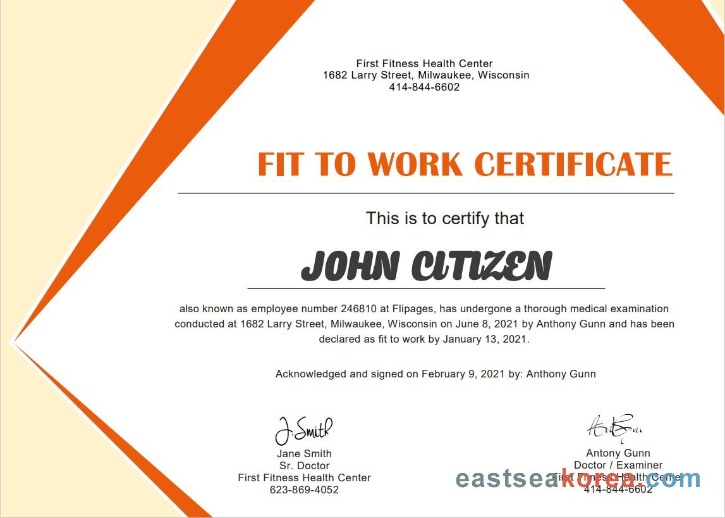 First Fitness Health Center
1682 Larry Street, Milwaukee, Wisconsin
414-844-6602
FIT TO WORK CERTIFICATE
This is to certify that
JOHN CITIZEN
also known as employee number 246810 at Flipages, has undergone a thorough medical examination
conducted at 1682 Larry Street, Milwaukee, Wisconsin on June 8, 2021 by Anthony Gunn and has been
declared as fit to work by January 13, 2021.
Acknowledged and signed on February 9, 2021 by: Anthony Gunn
J. Smith
Jane Smith
Sr. Doctor
First Fitness Health Center
623-869-4052
Antony Gunn
Doctor / Examiner
First Fitness Health Center
414-844-6602
eastseakorea.com